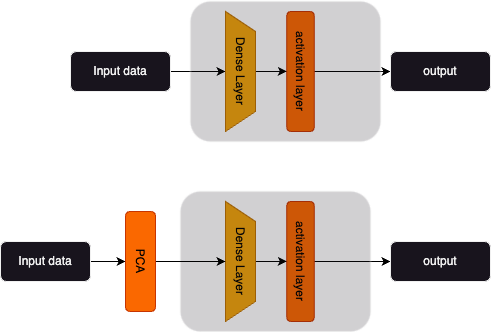 Input data
Dense Layer
activation layer
output
Input data
PCA
Dense Layer
activation layer
output